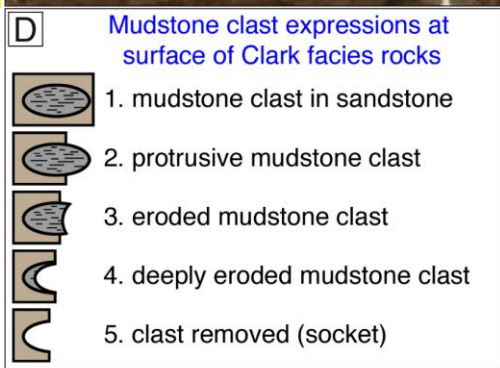 D
Mudstone clast expressions at
surface of Clark facies rocks
1. mudstone clast in sandstone
2. protrusive mudstone clast
3. eroded mudstone clast
4. deeply eroded mudstone clast
5. clast removed (socket)